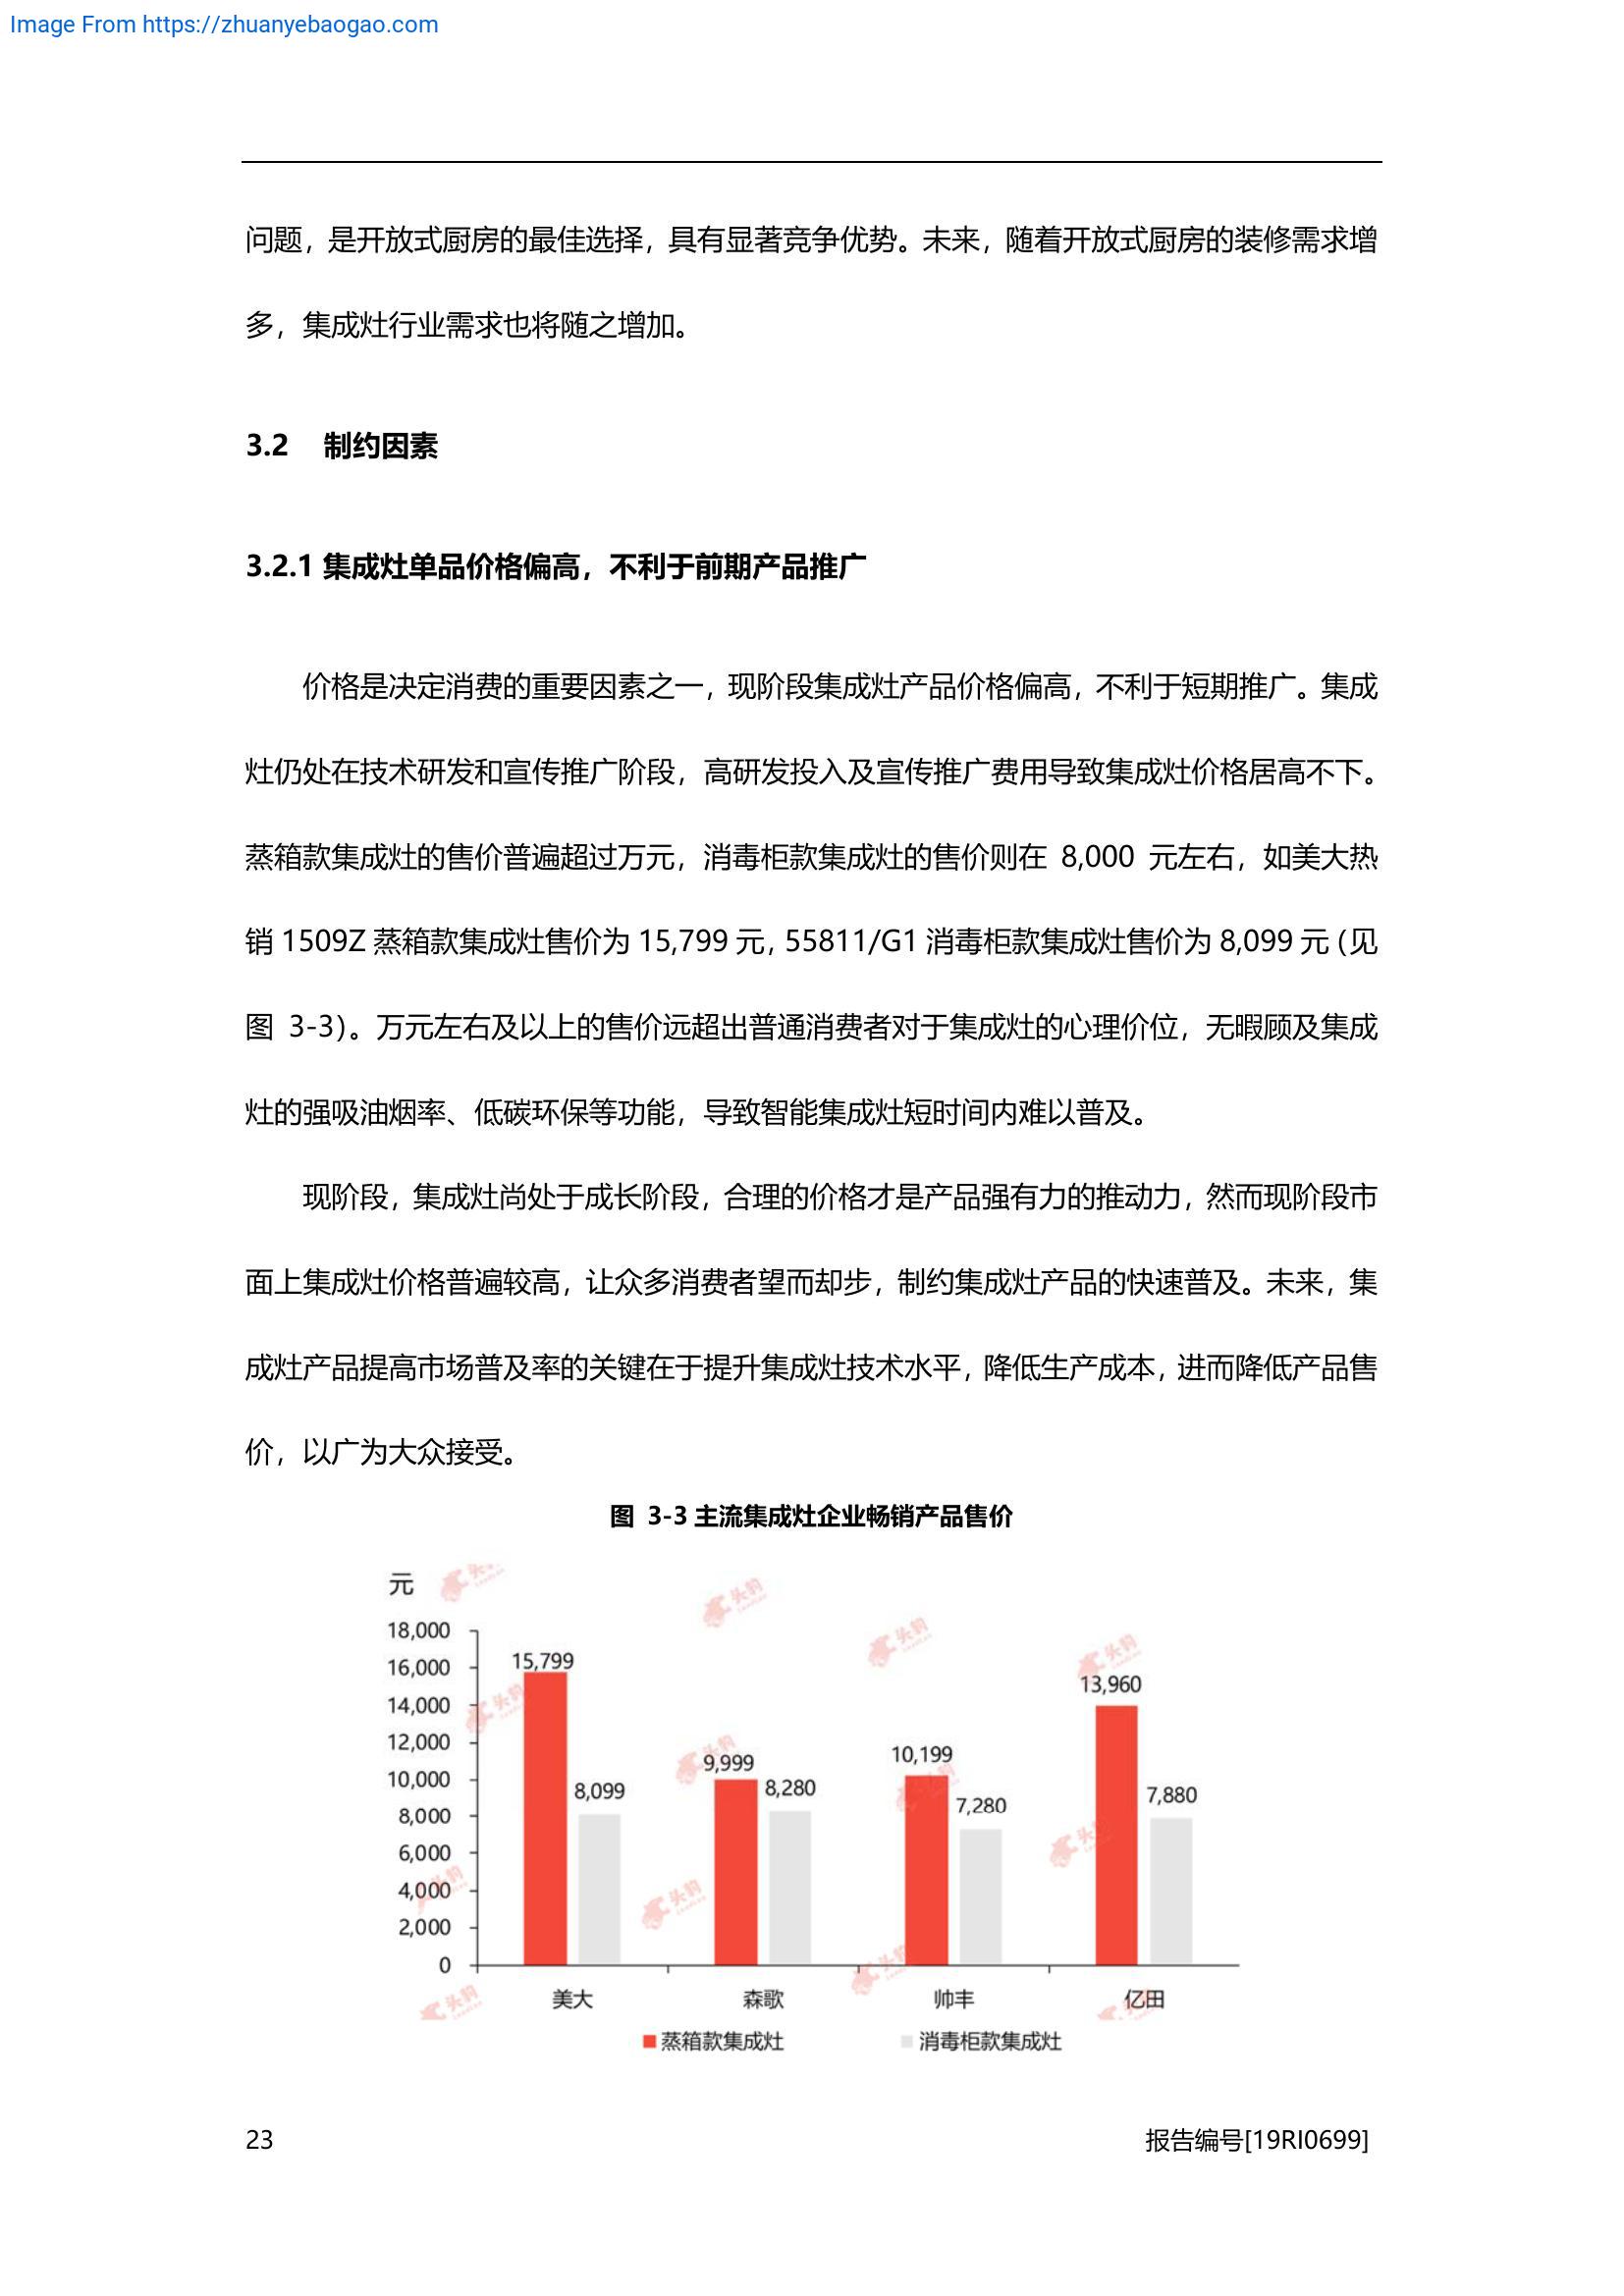 Image From https://zhuanyebaogao.com
问题，是开放式厨房的最佳选择，具有显著竞争优势。未来，随着开放式厨房的装修需求增
多，集成灶行业需求也将随之增加。
3.2 制约因素
3.2.1 集成灶单品价格偏高，不利于前期产品推广
价格是决定消费的重要因素之一，现阶段集成灶产品价格偏高，不利于短期推广。集成
灶仍处在技术研发和宣传推广阶段，高研发投入及宣传推广费用导致集成灶价格居高不下。
蒸箱款集成灶的售价普遍超过万元，消毒柜款集成灶的售价则在 8,000 元左右，如美大热
销 1509Z 蒸箱款集成灶售价为 15,799 元，55811/G1 消毒柜款集成灶售价为 8,099 元（见
图 3-3）。万元左右及以上的售价远超出普通消费者对于集成灶的心理价位，无暇顾及集成
灶的强吸油烟率、低碳环保等功能，导致智能集成灶短时间内难以普及。
现阶段，集成灶尚处于成长阶段，合理的价格才是产品强有力的推动力，然而现阶段市
面上集成灶价格普遍较高，让众多消费者望而却步，制约集成灶产品的快速普及。未来，集
成灶产品提高市场普及率的关键在于提升集成灶技术水平，降低生产成本，进而降低产品售
价，以广为大众接受。
图 3-3 主流集成灶企业畅销产品售价
元
18,000
16,000
14,000
12,000
10,000
8,000
6,000
4,000
2,000
0
15,799
8,099
9,999
8,280
10,199
7,280
13,960
7,880
美大 森歌 帅丰 亿田
蒸箱款集成灶 消毒柜款集成灶
头豹
23 报告编号[19RI0699]